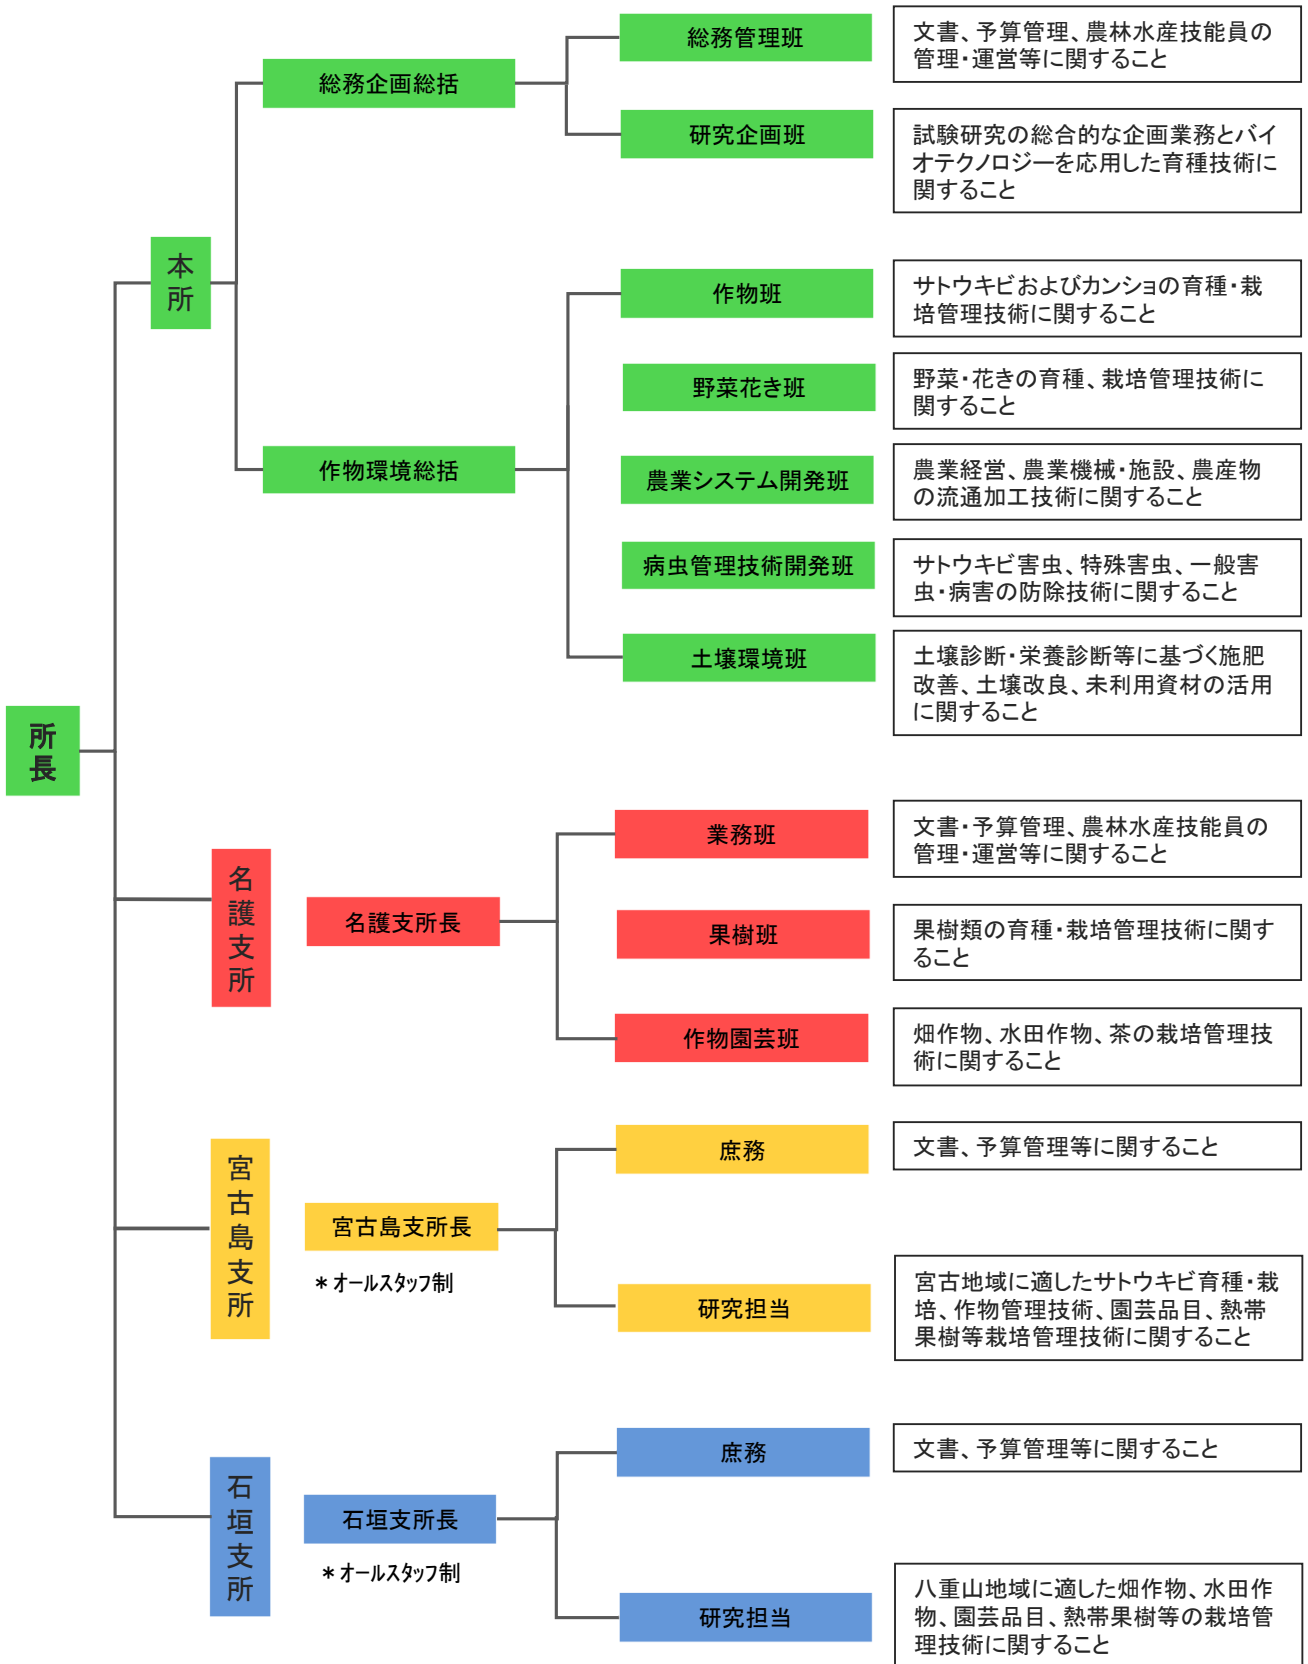 所長
本所
総務企画総括
総務管理班
文書、予算管理、農林水産技能員の
管理・運営等に関すること
研究企画班
試験研究の総合的な企画業務とバイ
オテクノロジーを応用した育種技術に
関すること
作物環境総括
作物班
サトウキビおよびカンショの育種・栽
培管理技術に関すること
野菜花き班
野菜・花きの育種、栽培管理技術に
関すること
農業システム開発班
農業経営、農業機械・施設、農産物
の流通加工技術に関すること
病虫管理技術開発班
サトウキビ害虫、特殊害虫、一般害
虫・病害の防除技術に関すること
土壌環境班
土壌診断・栄養診断等に基づく施肥
改善、土壌改良、未利用資材の活用
に関すること
名護支所
名護支所長
業務班
文書・予算管理、農林水産技能員の
管理・運営等に関すること
果樹班
果樹類の育種・栽培管理技術に関す
ること
作物園芸班
畑作物、水田作物、茶の栽培管理技
術に関すること
宮古島支所
宮古島支所長
＊オールスタッフ制
庶務
文書、予算管理等に関すること
研究担当
宮古地域に適したサトウキビ育種・栽
培、作物管理技術、園芸品目、熱帯
果樹等栽培管理技術に関すること
石垣支所
石垣支所長
＊オールスタッフ制
庶務
文書、予算管理等に関すること
研究担当
八重山地域に適した畑作物、水田作
物、園芸品目、熱帯果樹等の栽培管
理技術に関すること